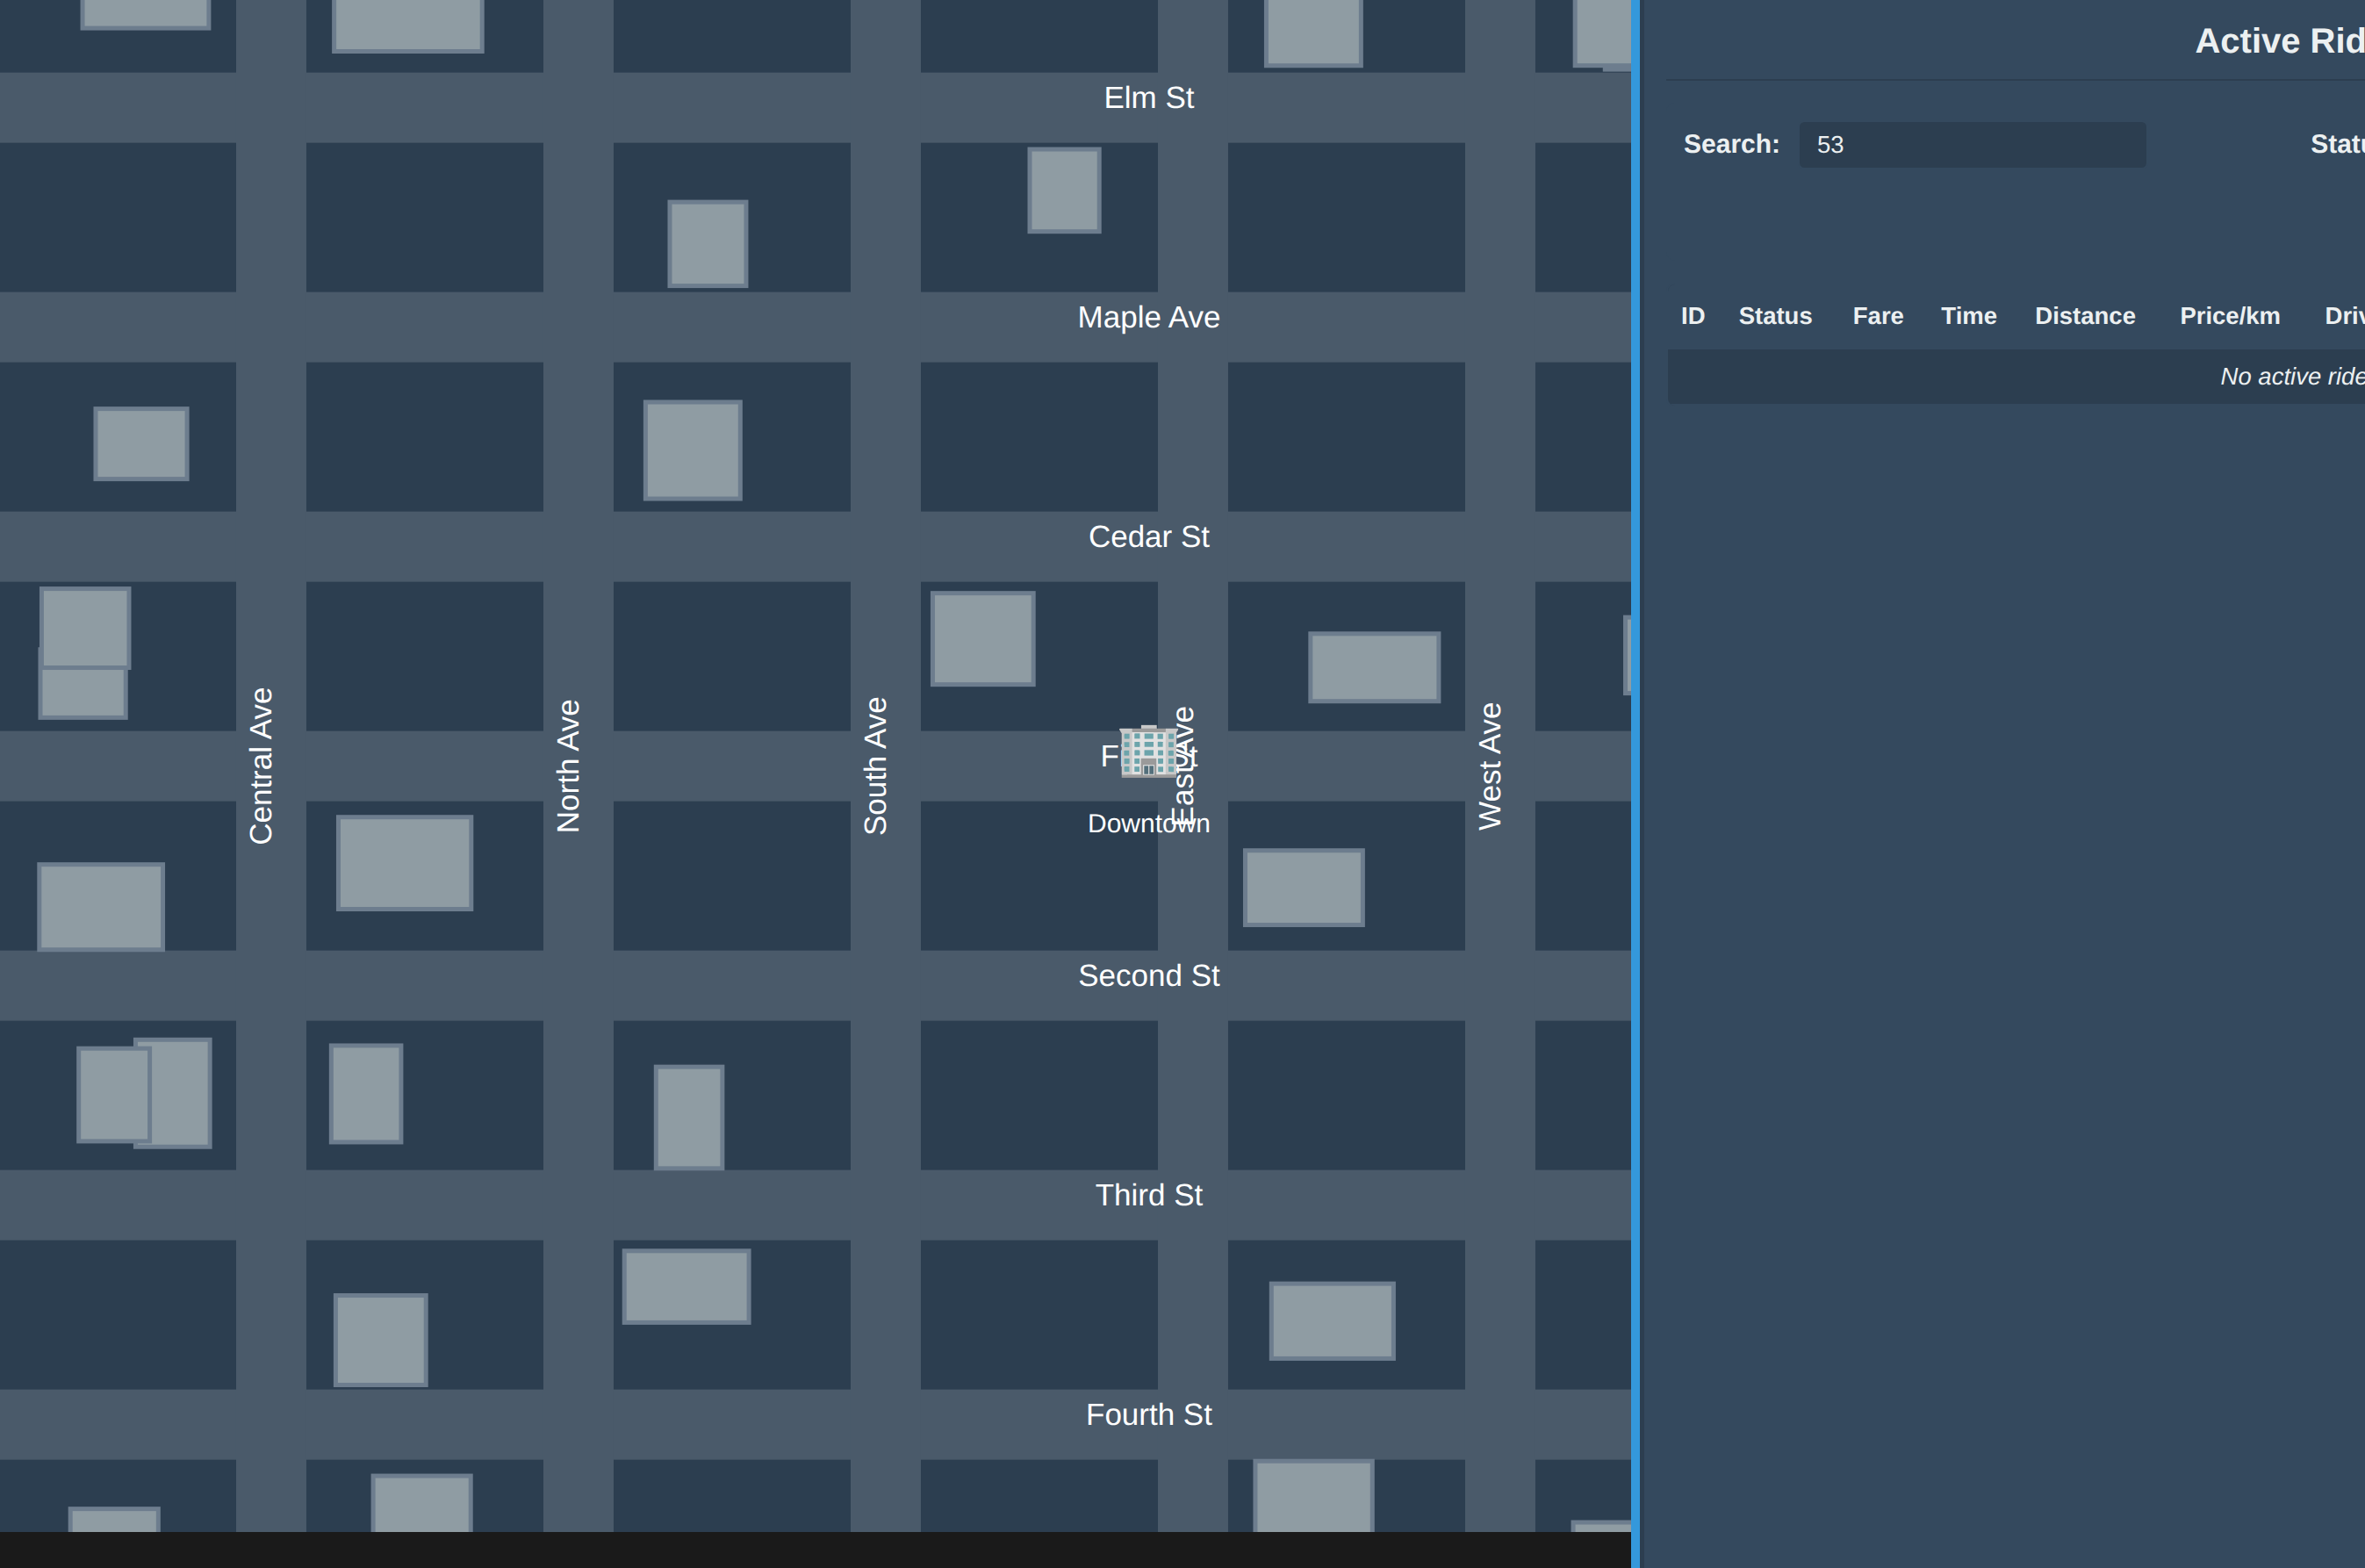 Elm St
Maple Ave
Cedar St
Central Ave
North Ave
South Ave
East Ave
West Ave
Downtown
Second St
Third St
Fourth St
Active Rid
Search: 53 Statu
ID Status Fare Time Distance Price/km Driv
No active ride